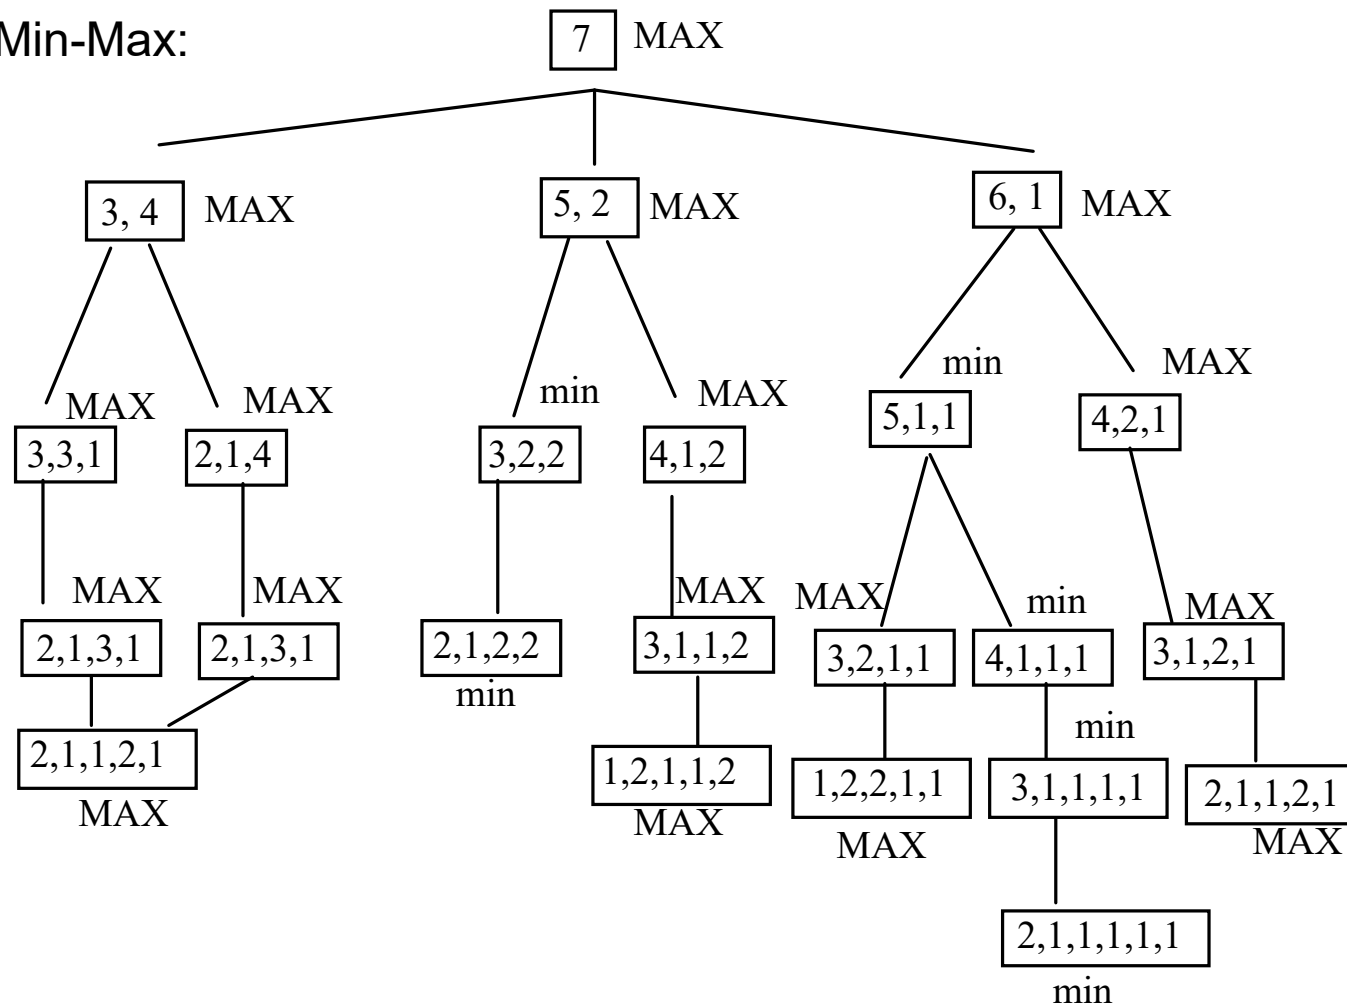 Min-Max:
7 MAX
3, 4 MAX
5, 2 MAX
6, 1 MAX
min MAX
MAX MAX min MAX
5,1,1 4,2,1
3,3,1 2,1,4 3,2,2 4,1,2
MAX MAX MAX MAX min MAX
2,1,3,1 2,1,3,1 2,1,2,2 3,1,1,2 3,2,1,1 4,1,1,1 3,1,2,1
min
min
2,1,1,2,1 1,2,1,1,2 1,2,2,1,1 3,1,1,1,1 2,1,1,2,1
MAX MAX MAX MAX
2,1,1,1,1,1
min